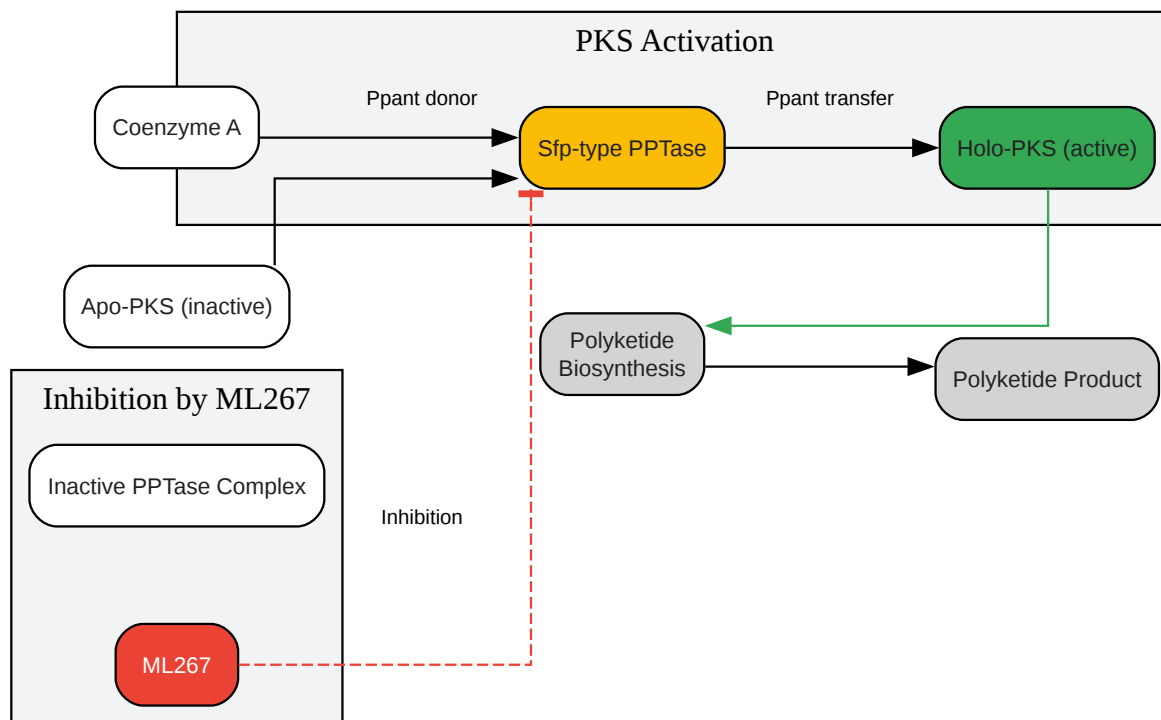 PKS Activation
Ppant donor
Ppant transfer
Coenzyme A
Sfp-type PPTase
Holo-PKS (active)
Apo-PKS (inactive)
Polyketide
Biosynthesis
Polyketide Product
Inhibition by ML267
Inactive PPTase Complex
Inhibition
ML267